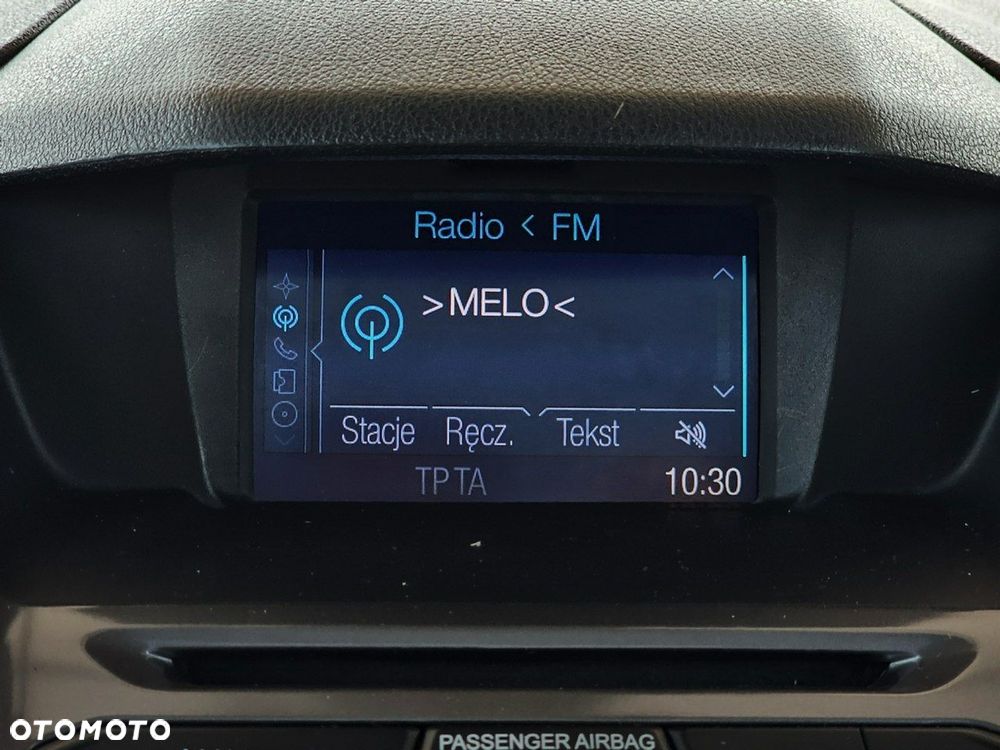 Radio < FM
>MELO<
Stacje Ręcz. Tekst
TP TA 10:30
PASSENGER AIRBAG
OTOMOTO